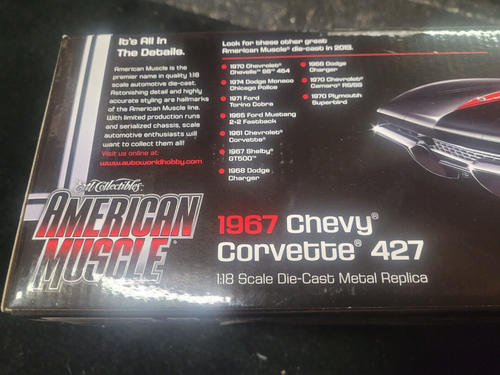 It's All In
The Details.
American Muscle is the
premier name in quality 1:18
scale automotive die-cast.
Astonishing detail and highly
accurate styling are hallmarks
of the American Muscle line.
With limited production runs
and serialized chassis, scale
automotive enthusiasts will
want to collect them all!
Visit us online at:
www.autoworldhobby.com
Look for these other great
American Muscle® die-cast in 2013.
1970 Chevrolet®
Chevelle™ SS™ 454
1974 Dodge Monaco
Chicago Police
1971 Ford
Torino Cobra
1965 Ford Mustang
2+2 Fastback
1961 Chevrolet®
Corvette®
1967 Shelby®
GT500™
1968 Dodge
Charger
1966 Dodge
Charger
1970 Chevrolet®
Camaro® RS/SS
1970 Plymouth
Superbird
Ertl Collectibles®
AMERICAN
MUSCLE®
1967 Chevy®
Corvette® 427
1:18 Scale Die-Cast Metal Replica